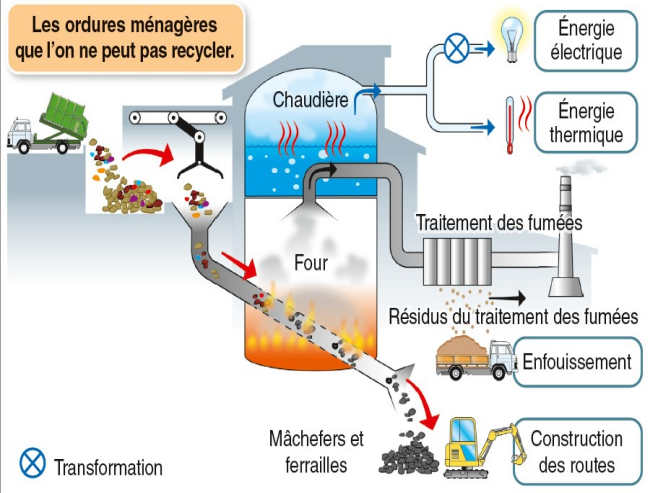 Les ordures ménagères
que l'on ne peut pas recycler.
Énergie
électrique
Chaudière
Énergie
thermique
Traitement des fumées
Four
Résidus du traitement des fumées
Enfouissement
Mâchefers et
ferrailles
Construction
des routes
Transformation